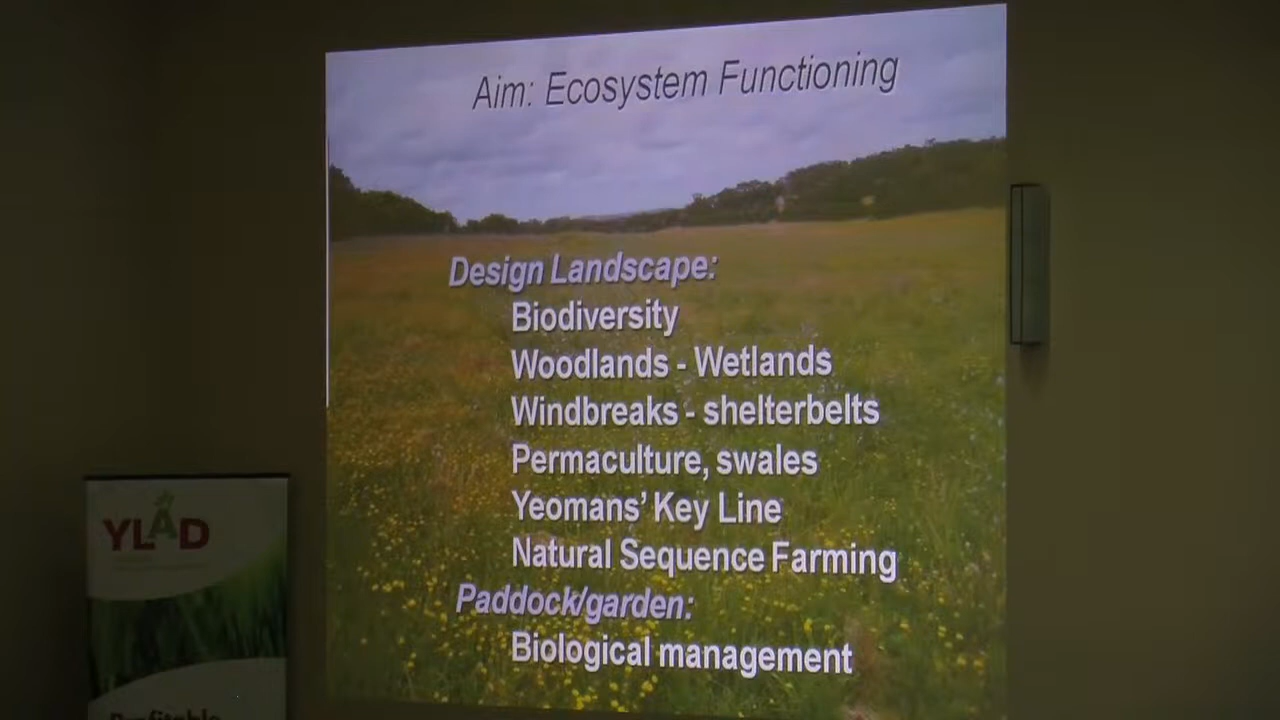 Aim: Ecosystem Functioning
Design Landscape:
Biodiversity
Woodlands - Wetlands
Windbreaks - shelterbelts
Permaculture, swales
Yeomans' Key Line
Natural Sequence Farming
Paddock/garden:
Biological management
YLAD